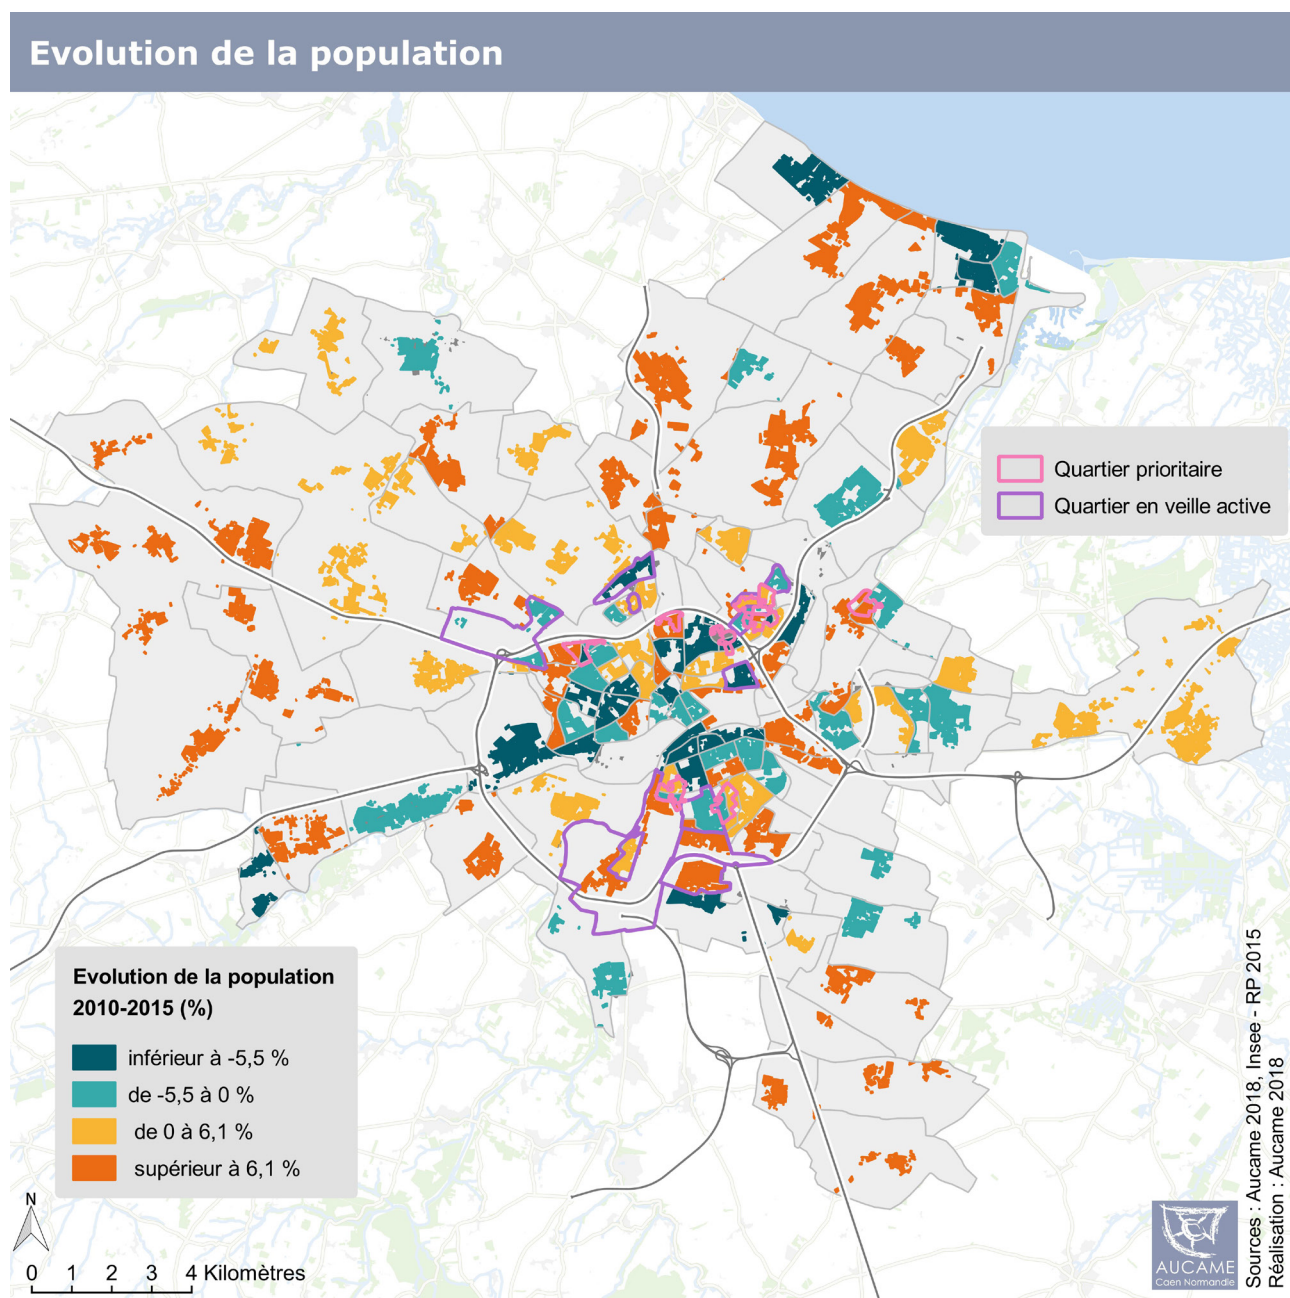 Evolution de la population
Quartier prioritaire
Quartier en veille active
Evolution de la population
2010-2015 (%)
inférieur à -5,5 %
de -5,5 à 0 %
de 0 à 6,1 %
supérieur à 6,1 %
N
0 1 2 3 4 Kilomètres
AUCAME
Caen Normandie
Sources : Aucame 2018, Insee - RP 2015
Réalisation : Aucame 2018